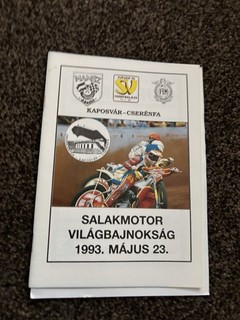 KAPOSVÁR-CSERÉNFA
SALAKMOTOR
VILÁGBAJNOKSÁG
1993. MÁJUS 23.